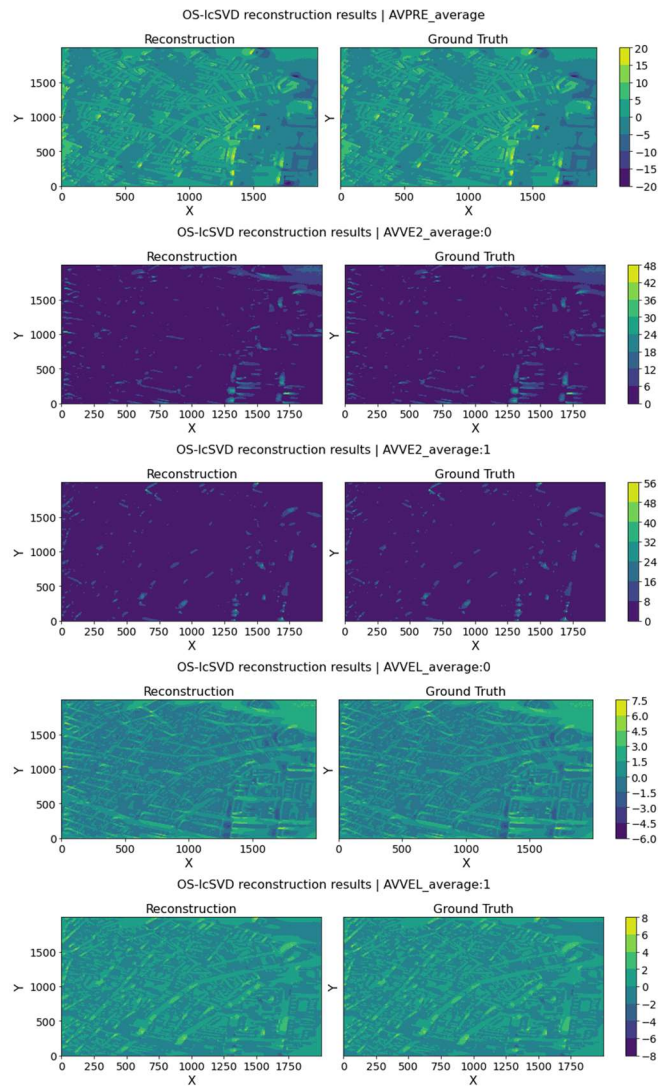 OS-lcSVD reconstruction results | AVPRE_average
Reconstruction Ground Truth
Y 1500 1000 500 0
Y
20 15 10 5 0 −5 −10 −15 −20
0 500 1000 1500 0 500 1000 1500
X X
OS-lcSVD reconstruction results | AVVE2_average:0
Reconstruction Ground Truth
Y 1500 1000 500 0
Y
48 42 36 30 24 18 12 6 0
0 250 500 750 1000 1250 1500 1750 0 250 500 750 1000 1250 1500 1750
X X
OS-lcSVD reconstruction results | AVVE2_average:1
Reconstruction Ground Truth
Y 1500 1000 500 0
Y
56 48 40 32 24 16 8 0
0 250 500 750 1000 1250 1500 1750 0 250 500 750 1000 1250 1500 1750
X X
OS-lcSVD reconstruction results | AVVEL_average:0
Reconstruction Ground Truth
Y 1500 1000 500 0
Y
7.5 6.0 4.5 3.0 1.5 0.0 −1.5 −3.0 −4.5 −6.0
0 500 1000 1500 0 500 1000 1500
X X
OS-lcSVD reconstruction results | AVVEL_average:1
Reconstruction Ground Truth
Y 1500 1000 500 0
Y
8 6 4 2 0 −2 −4 −6 −8
0 250 500 750 1000 1250 1500 1750 0 250 500 750 1000 1250 1500 1750
X X